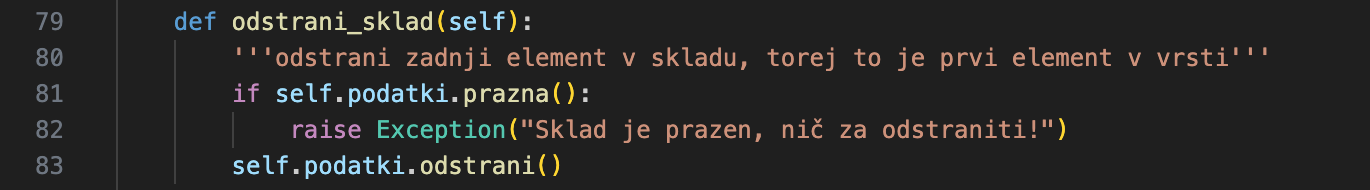 79 def odstrani_sklad(self):
80 '''odstrani zadnji element v skladu, torej to je prvi element v vrsti'''
81 if self.podatki.prazna():
82 raise Exception("Sklad je prazen, nič za odstraniti!")
83 self.podatki.odstrani()